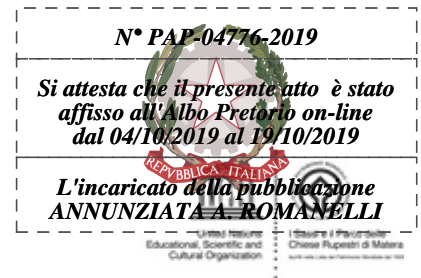 N° PAP-04776-2019
Si attesta che il presente atto è stato
affisso all'Albo Pretorio on-line
dal 04/10/2019 al 19/10/2019
REPVBBLICA ITALIANA
L'incaricato della pubblicazione
ANNUNZIATA A. ROMANELLI
United Nations
Educational, Scientific and
Cultural Organization
I Sassi e il Parco delle
Chiese Rupestri di Matera